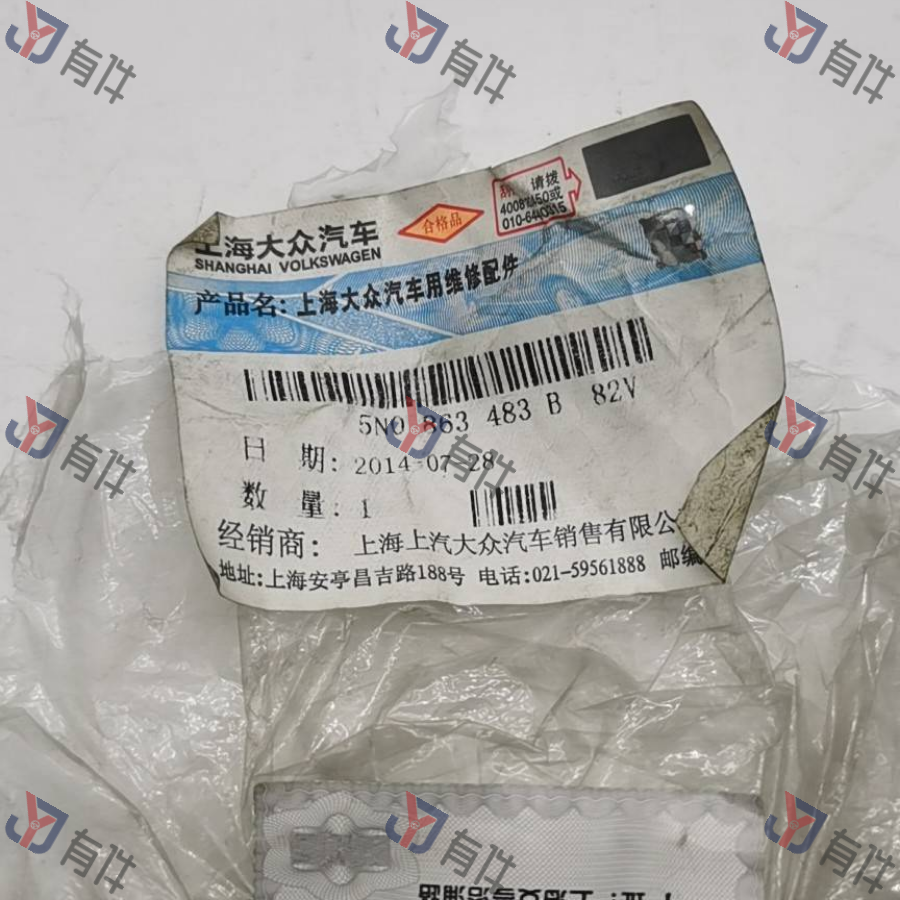 上海大众汽车
SHANGHAI VOLKSWAGEN
合格品
请拨
产品名:上海大众汽车用维修配件
5N0 863 483 B 82V
日 期:2014-07-28
数 量:1
经销商: 上海上汽大众汽车销售有限公
地址:上海安亭昌吉路188号 电话:021-59561888 邮编
有件
有件
有件
有件
有件
有件
有件
有件
有件